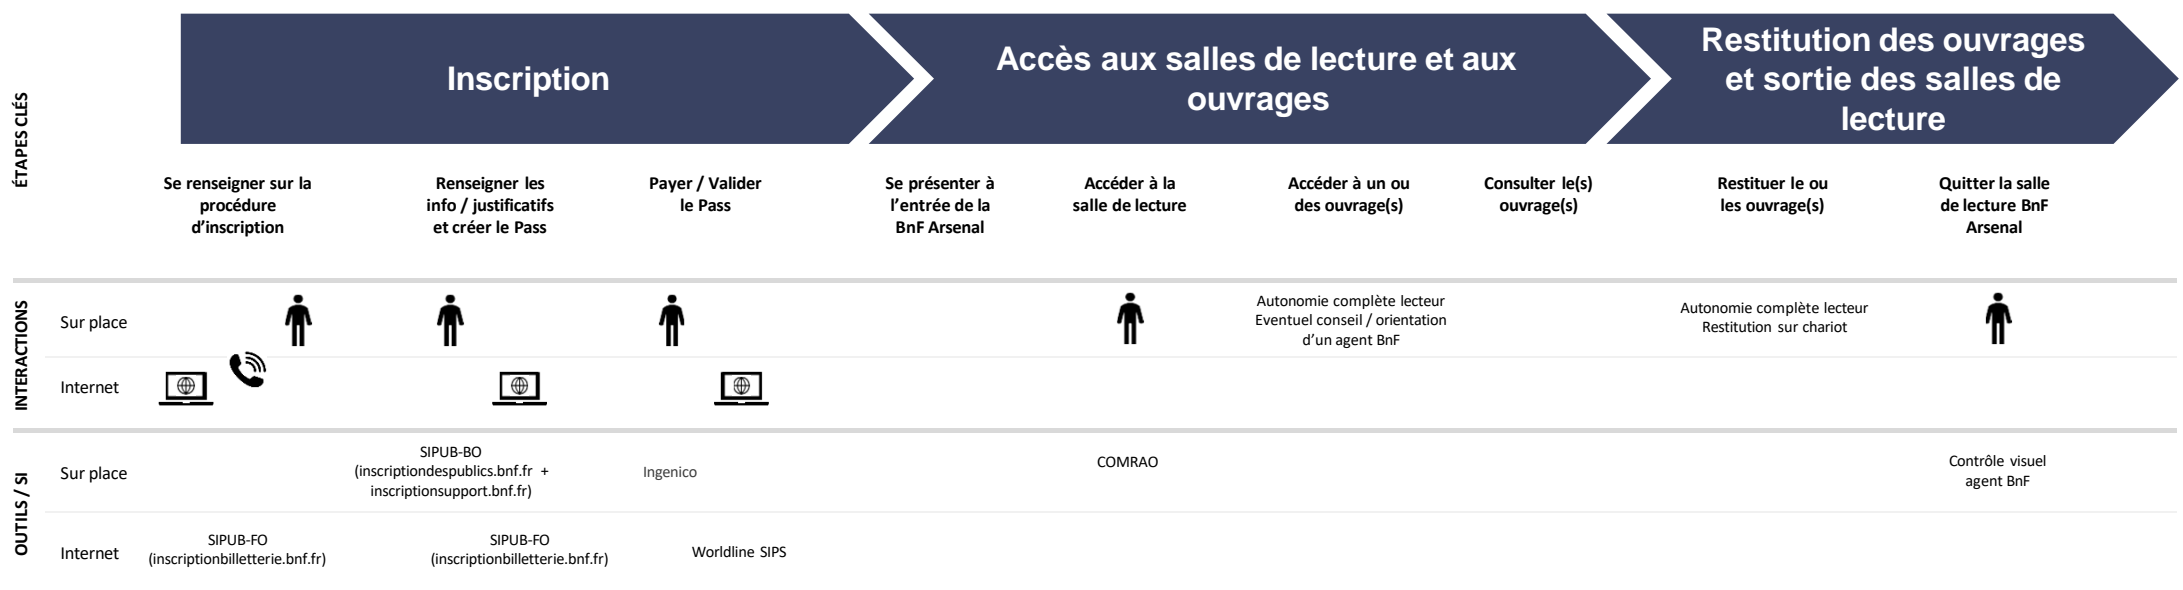 ÉTAPES CLÉS
Inscription
Accès aux salles de lecture et aux
ouvrages
Restitution des ouvrages
et sortie des salles de
lecture
Se renseigner sur la
procédure
d’inscription
Renseigner les
info / justificatifs
et créer le Pass
Payer / Valider
le Pass
Se présenter à
l’entrée de la
BnF Arsenal
Accéder à la
salle de lecture
Accéder à un ou
des ouvrage(s)
Consulter le(s)
ouvrage(s)
Restituer le ou
les ouvrage(s)
Quitter la salle
de lecture BnF
Arsenal
INTERACTIONS
Sur place
Autonomie complète lecteur
Eventuel conseil / orientation
d’un agent BnF
Autonomie complète lecteur
Restitution sur chariot
Internet
OUTILS / SI
Sur place
SIPUB-BO
(inscriptiondespublics.bnf.fr +
inscriptionsupport.bnf.fr)
Ingenico
COMRAO
Contrôle visuel
agent BnF
Internet
SIPUB-FO
(inscriptionbilletterie.bnf.fr)
SIPUB-FO
(inscriptionbilletterie.bnf.fr)
Worldline SIPS